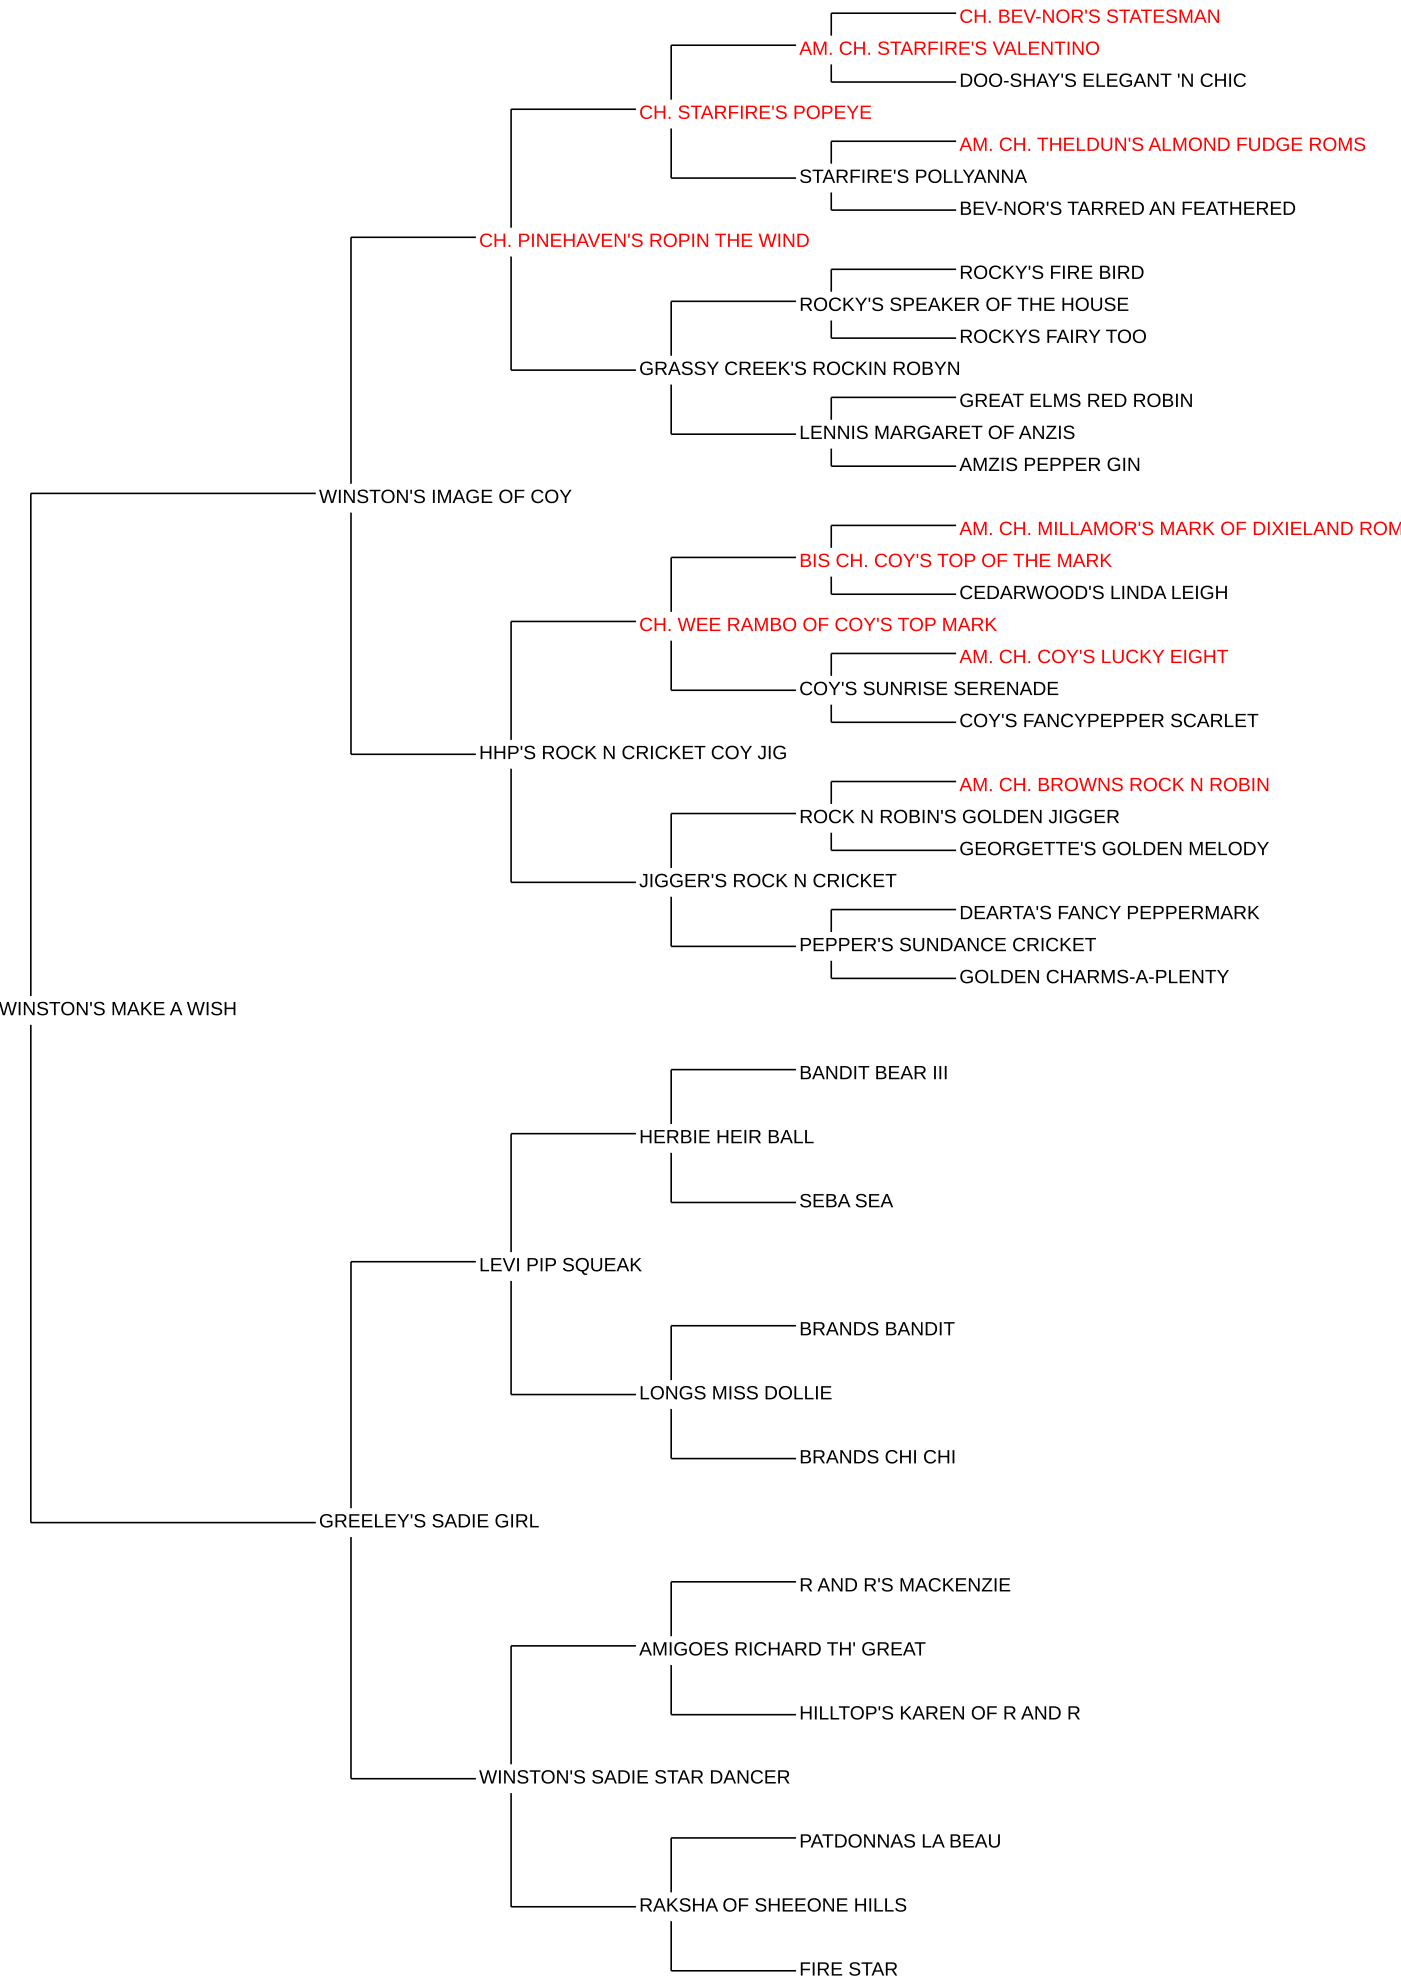 CH. BEV-NOR'S STATESMAN
AM. CH. STARFIRE'S VALENTINO
DOO-SHAY'S ELEGANT 'N CHIC
CH. STARFIRE'S POPEYE
AM. CH. THELDUN'S ALMOND FUDGE ROMS
STARFIRE'S POLLYANNA
BEV-NOR'S TARRED AN FEATHERED
CH. PINEHAVEN'S ROPIN THE WIND
ROCKY'S FIRE BIRD
ROCKY'S SPEAKER OF THE HOUSE
ROCKYS FAIRY TOO
GRASSY CREEK'S ROCKIN ROBYN
GREAT ELMS RED ROBIN
LENNIS MARGARET OF ANZIS
AMZIS PEPPER GIN
WINSTON'S IMAGE OF COY
AM. CH. MILLAMOR'S MARK OF DIXIELAND ROM
BIS CH. COY'S TOP OF THE MARK
CEDARWOOD'S LINDA LEIGH
CH. WEE RAMBO OF COY'S TOP MARK
AM. CH. COY'S LUCKY EIGHT
COY'S SUNRISE SERENADE
COY'S FANCYPEPPER SCARLET
HHP'S ROCK N CRICKET COY JIG
AM. CH. BROWNS ROCK N ROBIN
ROCK N ROBIN'S GOLDEN JIGGER
GEORGETTE'S GOLDEN MELODY
JIGGER'S ROCK N CRICKET
DEARTA'S FANCY PEPPERMARK
PEPPER'S SUNDANCE CRICKET
GOLDEN CHARMS-A-PLENTY
WINSTON'S MAKE A WISH
BANDIT BEAR III
HERBIE HEIR BALL
SEBA SEA
LEVI PIP SQUEAK
BRANDS BANDIT
LONGS MISS DOLLIE
BRANDS CHI CHI
GREELEY'S SADIE GIRL
R AND R'S MACKENZIE
AMIGOES RICHARD TH' GREAT
HILLTOP'S KAREN OF R AND R
WINSTON'S SADIE STAR DANCER
PATDONNAS LA BEAU
RAKSHA OF SHEEONE HILLS
FIRE STAR